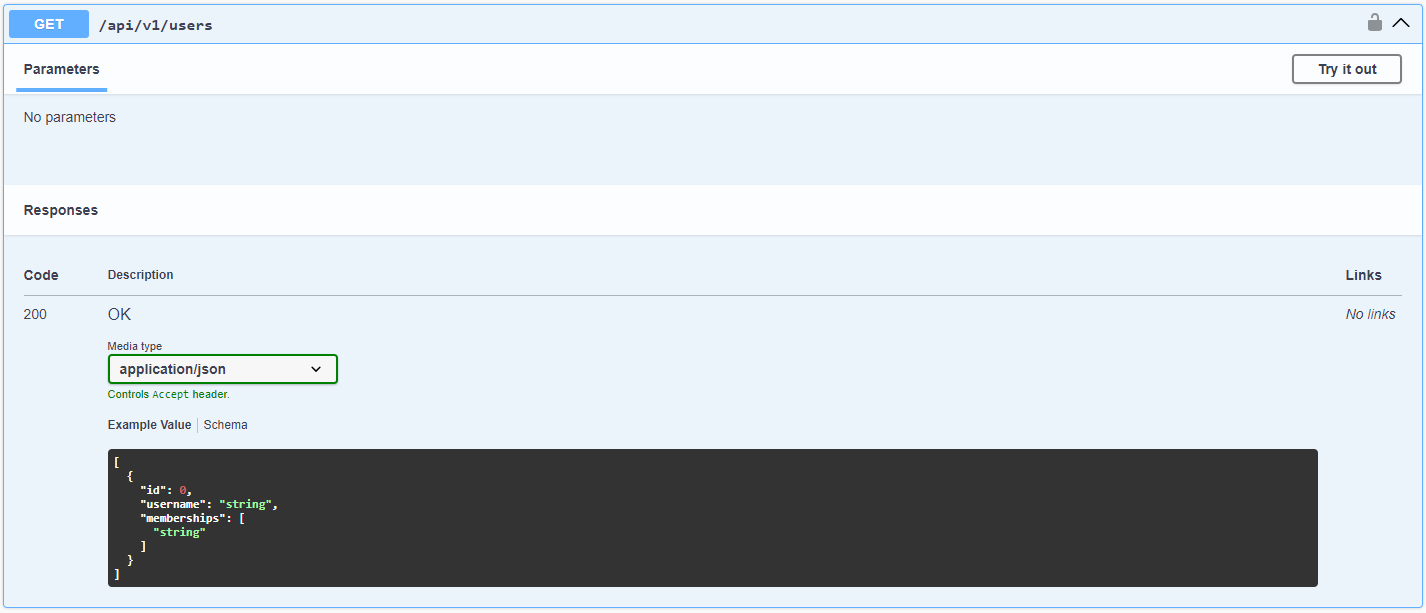 GET /api/v1/users
Parameters Try it out
No parameters
Responses
Code Description Links
200 OK No links
Media type
application/json
Controls Accept header.
Example Value Schema
[
  {
    "id": 0,
    "username": "string",
    "memberships": [
      "string"
    ]
  }
]